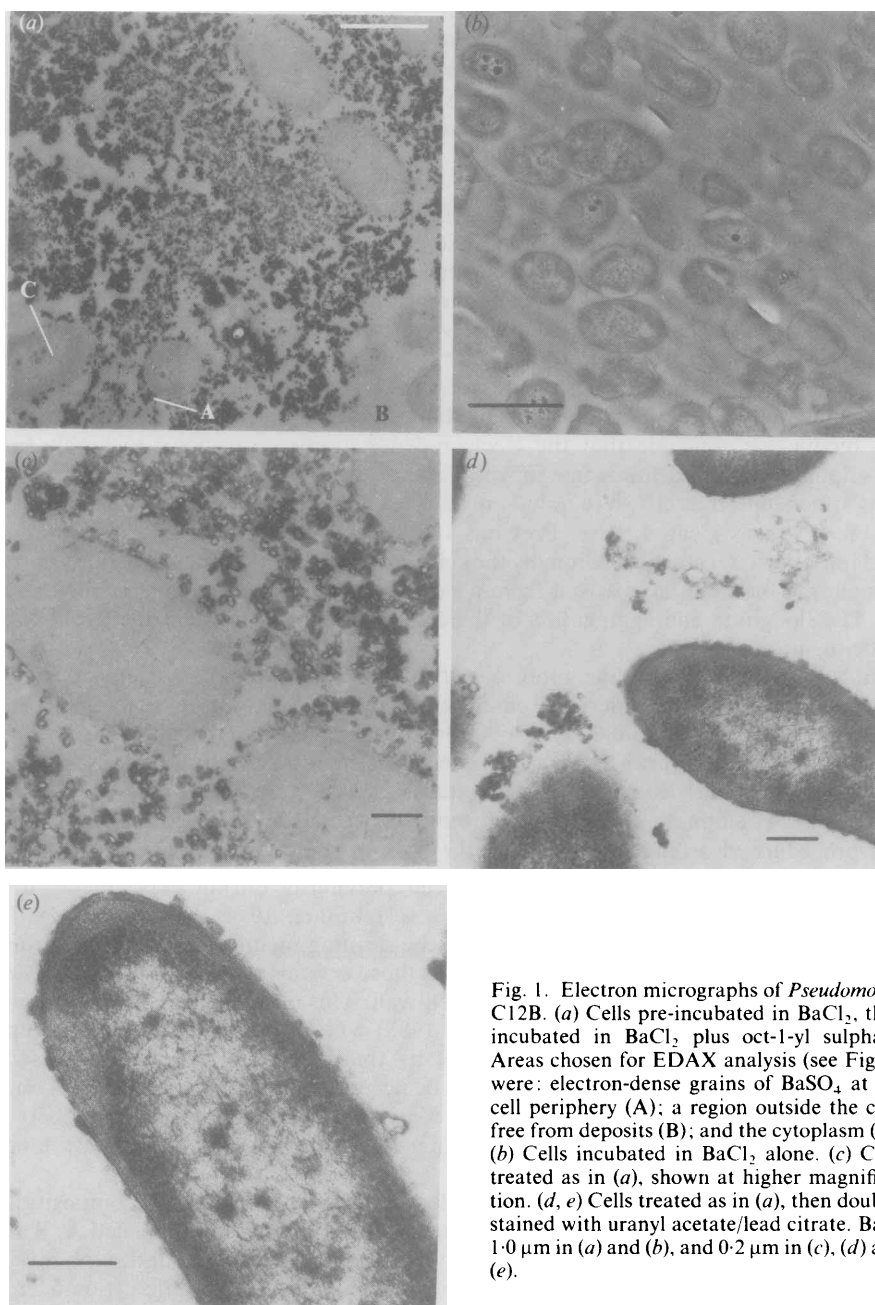 (a)
(b)
C
A
B
(c)
(d)
(e)
Fig. 1. Electron micrographs of Pseudomo
C12B. (a) Cells pre-incubated in BaCl₂, th
incubated in BaCl₂ plus oct-1-yl sulpha
Areas chosen for EDAX analysis (see Fig
were: electron-dense grains of BaSO₄ at
cell periphery (A); a region outside the c
free from deposits (B); and the cytoplasm (
(b) Cells incubated in BaCl₂ alone. (c) C
treated as in (a), shown at higher magnifi
tion. (d, e) Cells treated as in (a), then doub
stained with uranyl acetate/lead citrate. Ba
1·0 µm in (a) and (b), and 0·2 µm in (c), (d) a
(e).